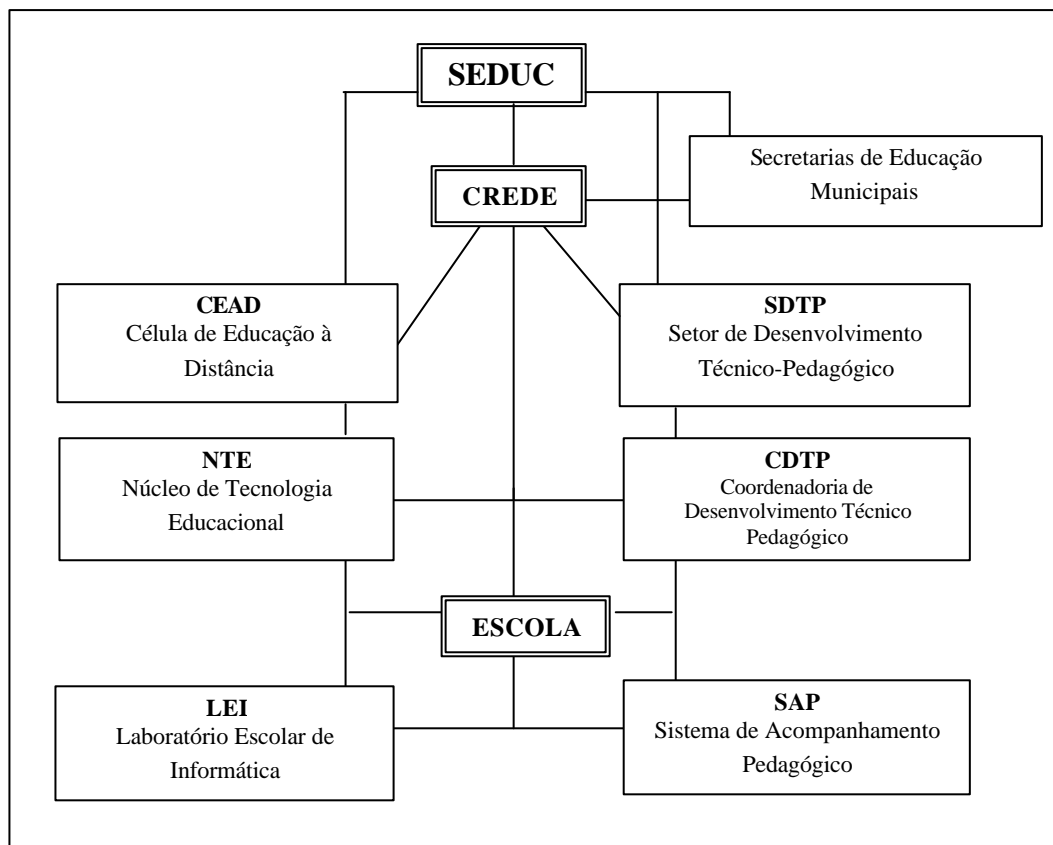 SEDUC
CREDE
Secretarias de Educação
Municipais
CEAD
Célula de Educação à
Distância
SDTP
Setor de Desenvolvimento
Técnico-Pedagógico
NTE
Núcleo de Tecnologia
Educacional
CDTP
Coordenadoria de
Desenvolvimento Técnico
Pedagógico
ESCOLA
LEI
Laboratório Escolar de
Informática
SAP
Sistema de Acompanhamento
Pedagógico